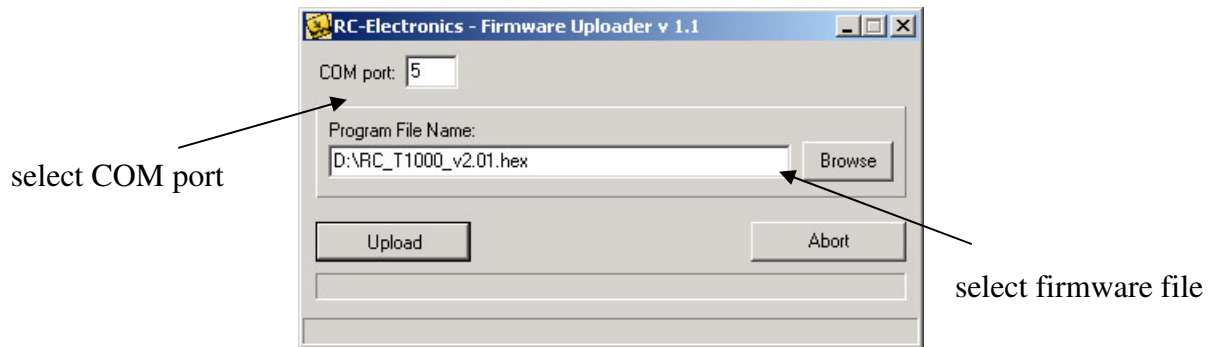 RC-Electronics - Firmware Uploader v 1.1
COM port: 5
select COM port
Program File Name:
D:\RC_T1000_v2.01.hex Browse
Upload Abort
select firmware file